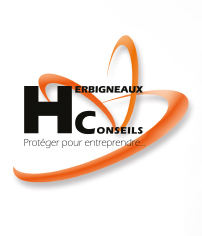 HERBIGNEAUX
CONSEILS
Protéger pour entreprendre...